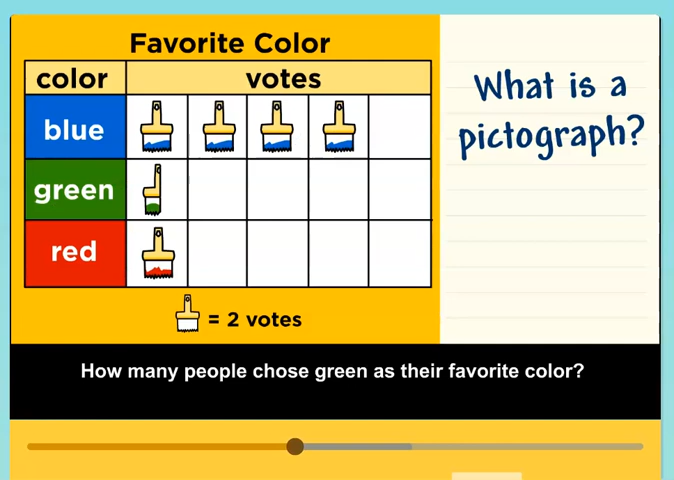 Favorite Color
color votes
blue
green
red
= 2 votes
What is a
pictograph?
How many people chose green as their favorite color?